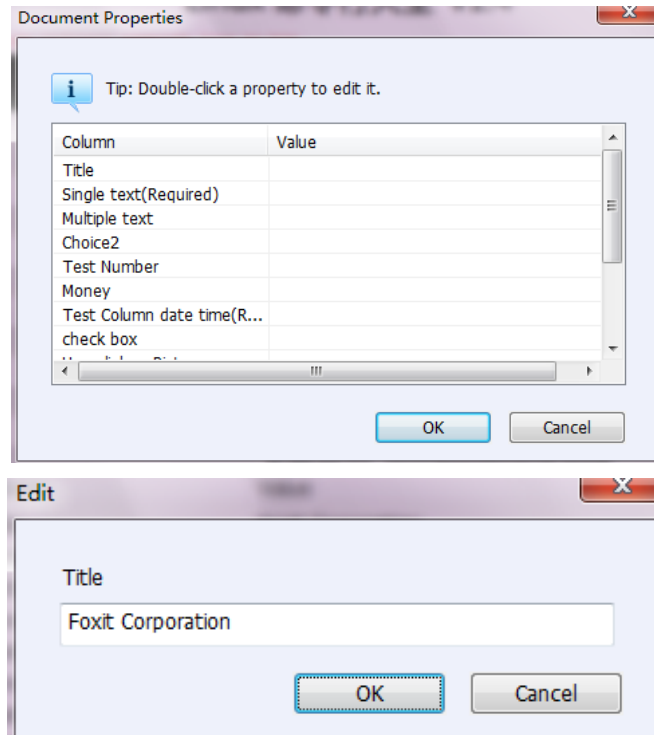 Document Properties
Tip: Double-click a property to edit it.
Column Value
Title
Single text(Required)
Multiple text
Choice2
Test Number
Money
Test Column date time(R...
check box
OK Cancel
Edit
Title
Foxit Corporation
OK Cancel